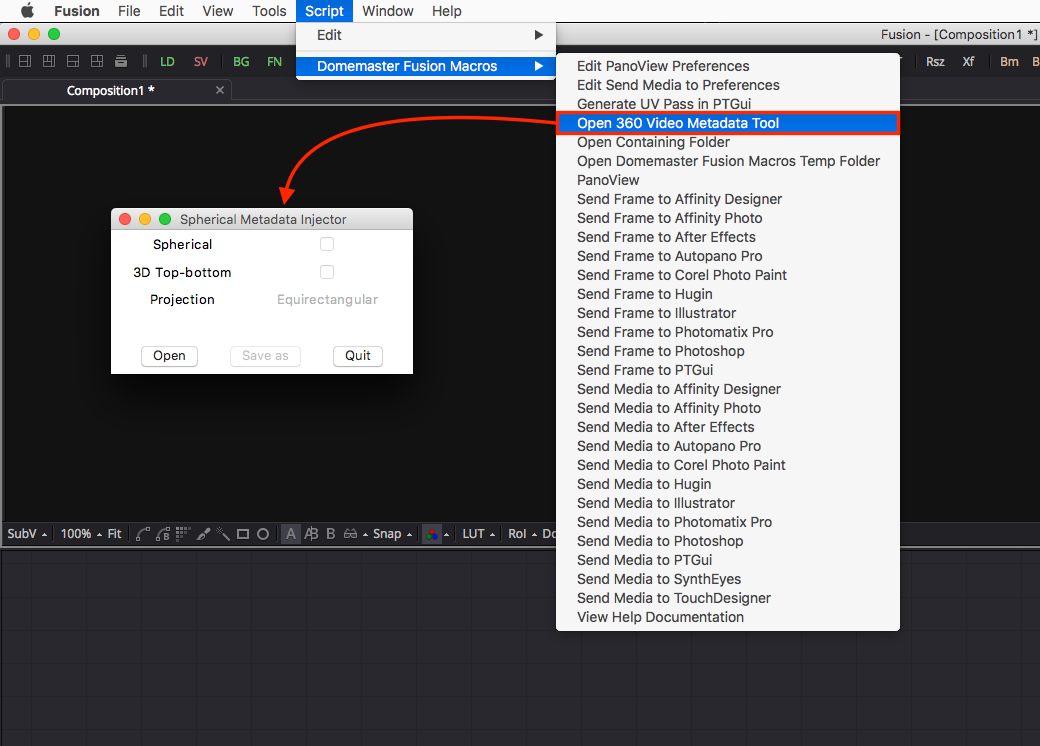 Fusion File Edit View Tools Script Window Help
Edit
Fusion - [Composition1 *]
LD SV BG FN
Domemaster Fusion Macros
Rsz Xf Bm
Composition1 *
Edit PanoView Preferences
Edit Send Media to Preferences
Generate UV Pass in PTGui
Open 360 Video Metadata Tool
Open Containing Folder
Open Domemaster Fusion Macros Temp Folder
PanoView
Send Frame to Affinity Designer
Send Frame to Affinity Photo
Send Frame to After Effects
Send Frame to Autopano Pro
Send Frame to Corel Photo Paint
Send Frame to Hugin
Send Frame to Illustrator
Send Frame to Photomatix Pro
Send Frame to Photoshop
Send Frame to PTGui
Send Media to Affinity Designer
Send Media to Affinity Photo
Send Media to After Effects
Send Media to Autopano Pro
Send Media to Corel Photo Paint
Send Media to Hugin
Send Media to Illustrator
Send Media to Photomatix Pro
Send Media to Photoshop
Send Media to PTGui
Send Media to SynthEyes
Send Media to TouchDesigner
View Help Documentation
Spherical Metadata Injector
Spherical
3D Top-bottom
Projection Equirectangular
Open Save as Quit
SubV 100% Fit A A|B B Snap LUT RoI